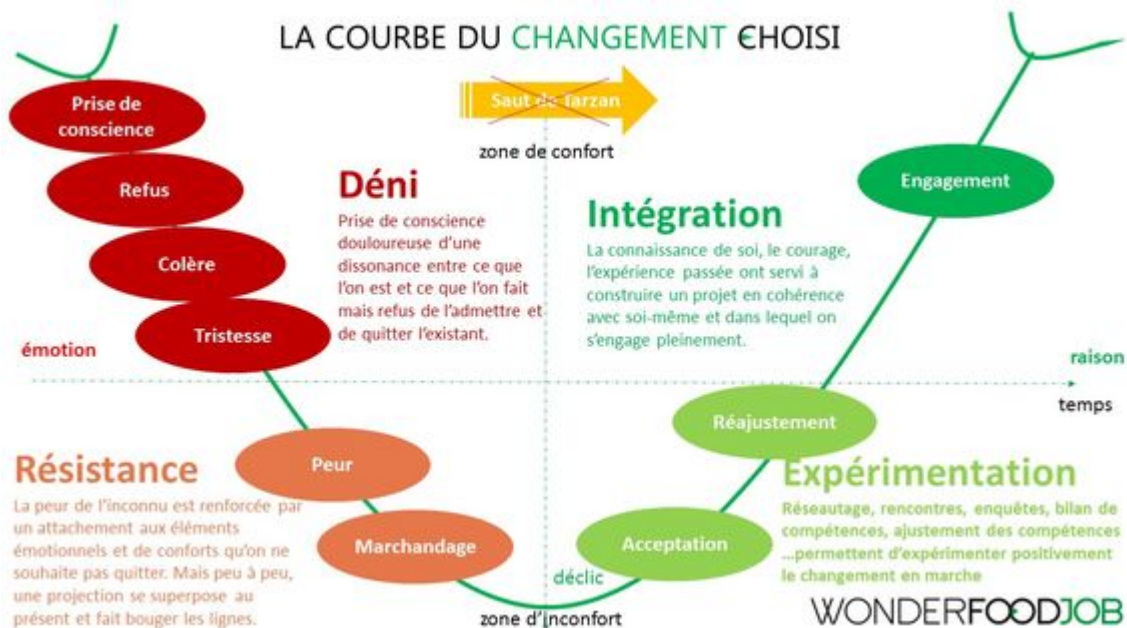 LA COURBE DU CHANGEMENT CHOISI
Saut de Tarzan
zone de confort
Prise de
conscience
Refus
Colère
Tristesse
émotion
Déni
Prise de conscience
douloureuse d'une
dissonance entre ce que
l'on est et ce que l'on fait
mais refus de l'admettre et
de quitter l'existant.
Intégration
La connaissance de soi, le courage,
l'expérience passée ont servi à
construire un projet en cohérence
avec soi-même et dans lequel on
s'engage pleinement.
Engagement
raison
temps
Résistance
La peur de l'inconnu est renforcée par
un attachement aux éléments
émotionnels et de conforts qu'on ne
souhaite pas quitter. Mais peu à peu,
une projection se superpose au
présent et fait bouger les lignes.
Peur
Marchandage
déclic
zone d'inconfort
Acceptation
Réajustement
Expérimentation
Réseautage, rencontres, enquêtes, bilan de
compétences, ajustement des compétences
...permettent d'expérimenter positivement
le changement en marche
WONDERFOODJOB